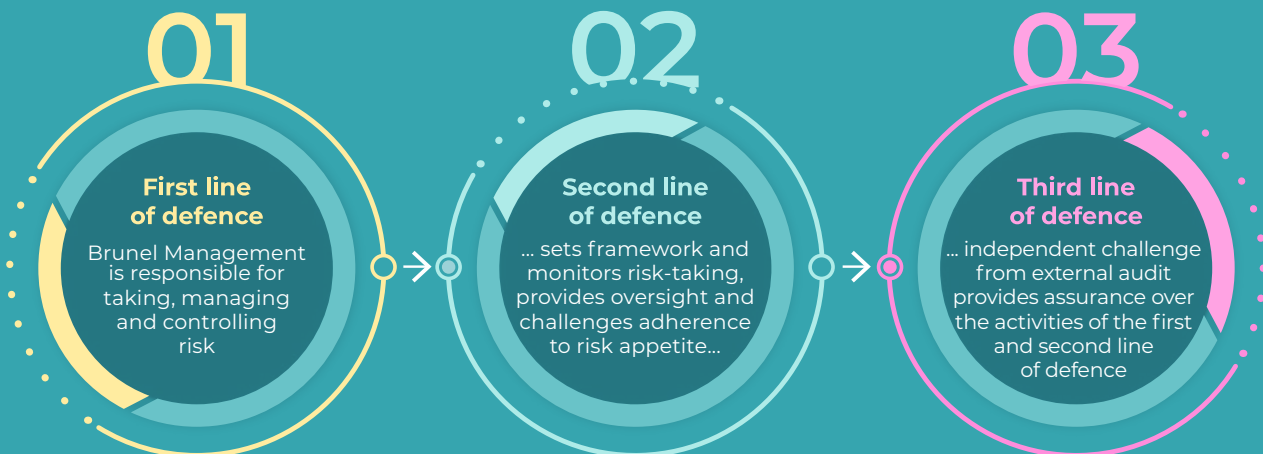 01
First line
of defence
Brunel Management
is responsible for
taking, managing
and controlling
risk
02
Second line
of defence
... sets framework and
monitors risk-taking,
provides oversight and
challenges adherence
to risk appetite...
03
Third line
of defence
... independent challenge
from external audit
provides assurance over
the activities of the first
and second line
of defence